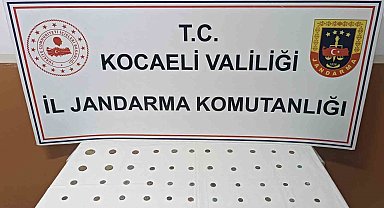 T.C.
KOCAELİ VALİLİĞİ
İL JANDARMA KOMUTANLIĞI
JANDARMA